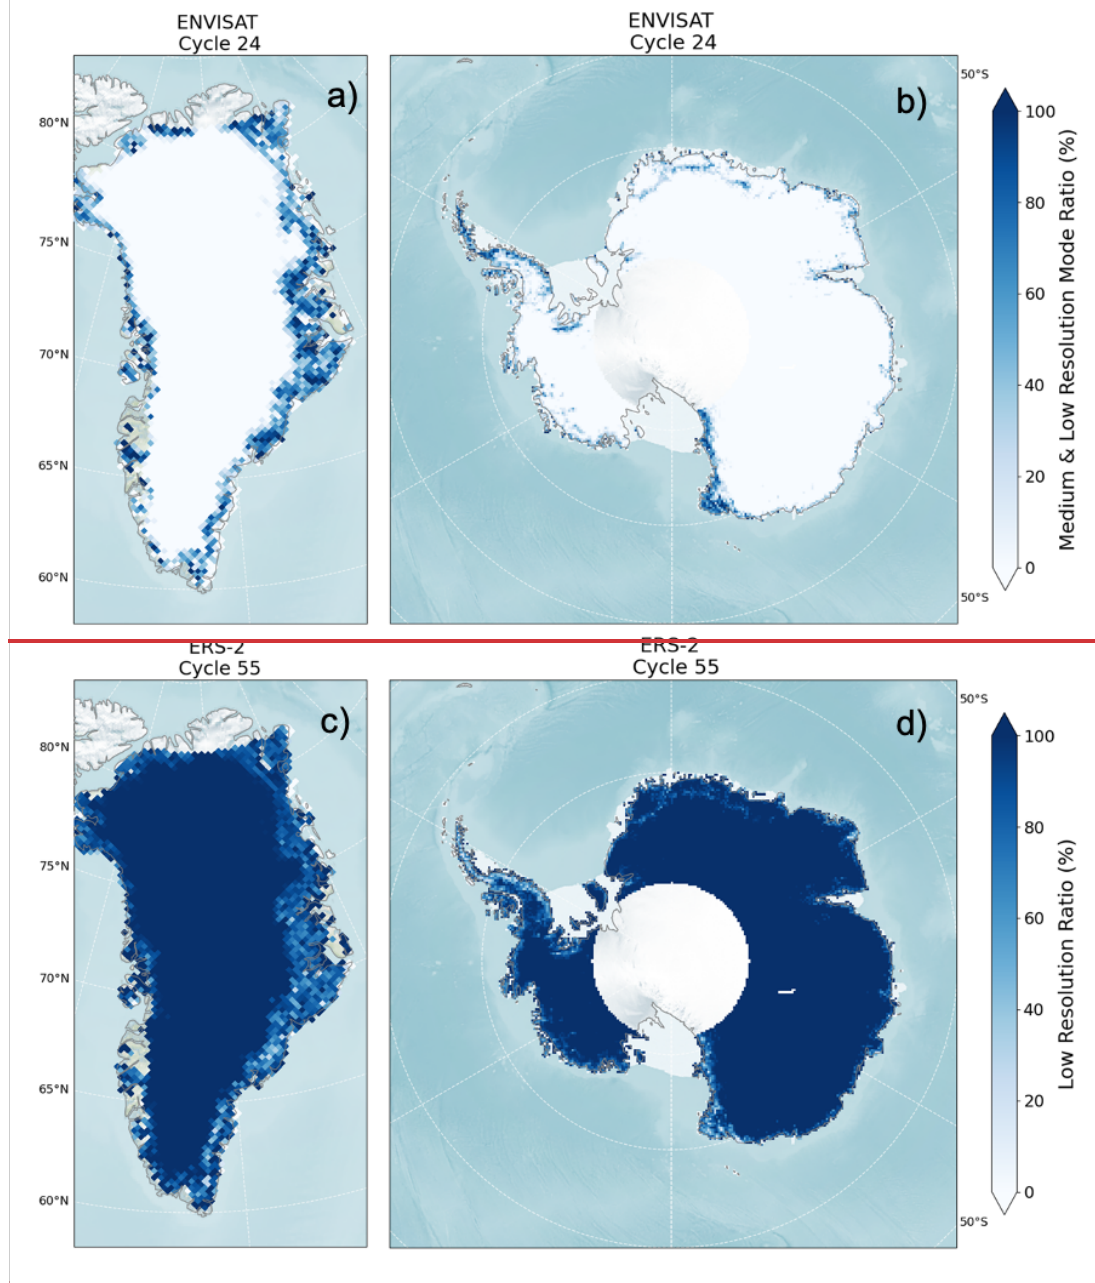 ENVISAT
Cycle 24
a)
80°N
75°N
70°N
65°N
60°N
ENVISAT
Cycle 24
b)
50°S
50°S
100
80
60
40
20
0
Medium & Low Resolution Mode Ratio (%)
ERS-2
Cycle 55
c)
80°N
75°N
70°N
65°N
60°N
ERS-2
Cycle 55
d)
50°S
50°S
100
80
60
40
20
0
Low Resolution Ratio (%)